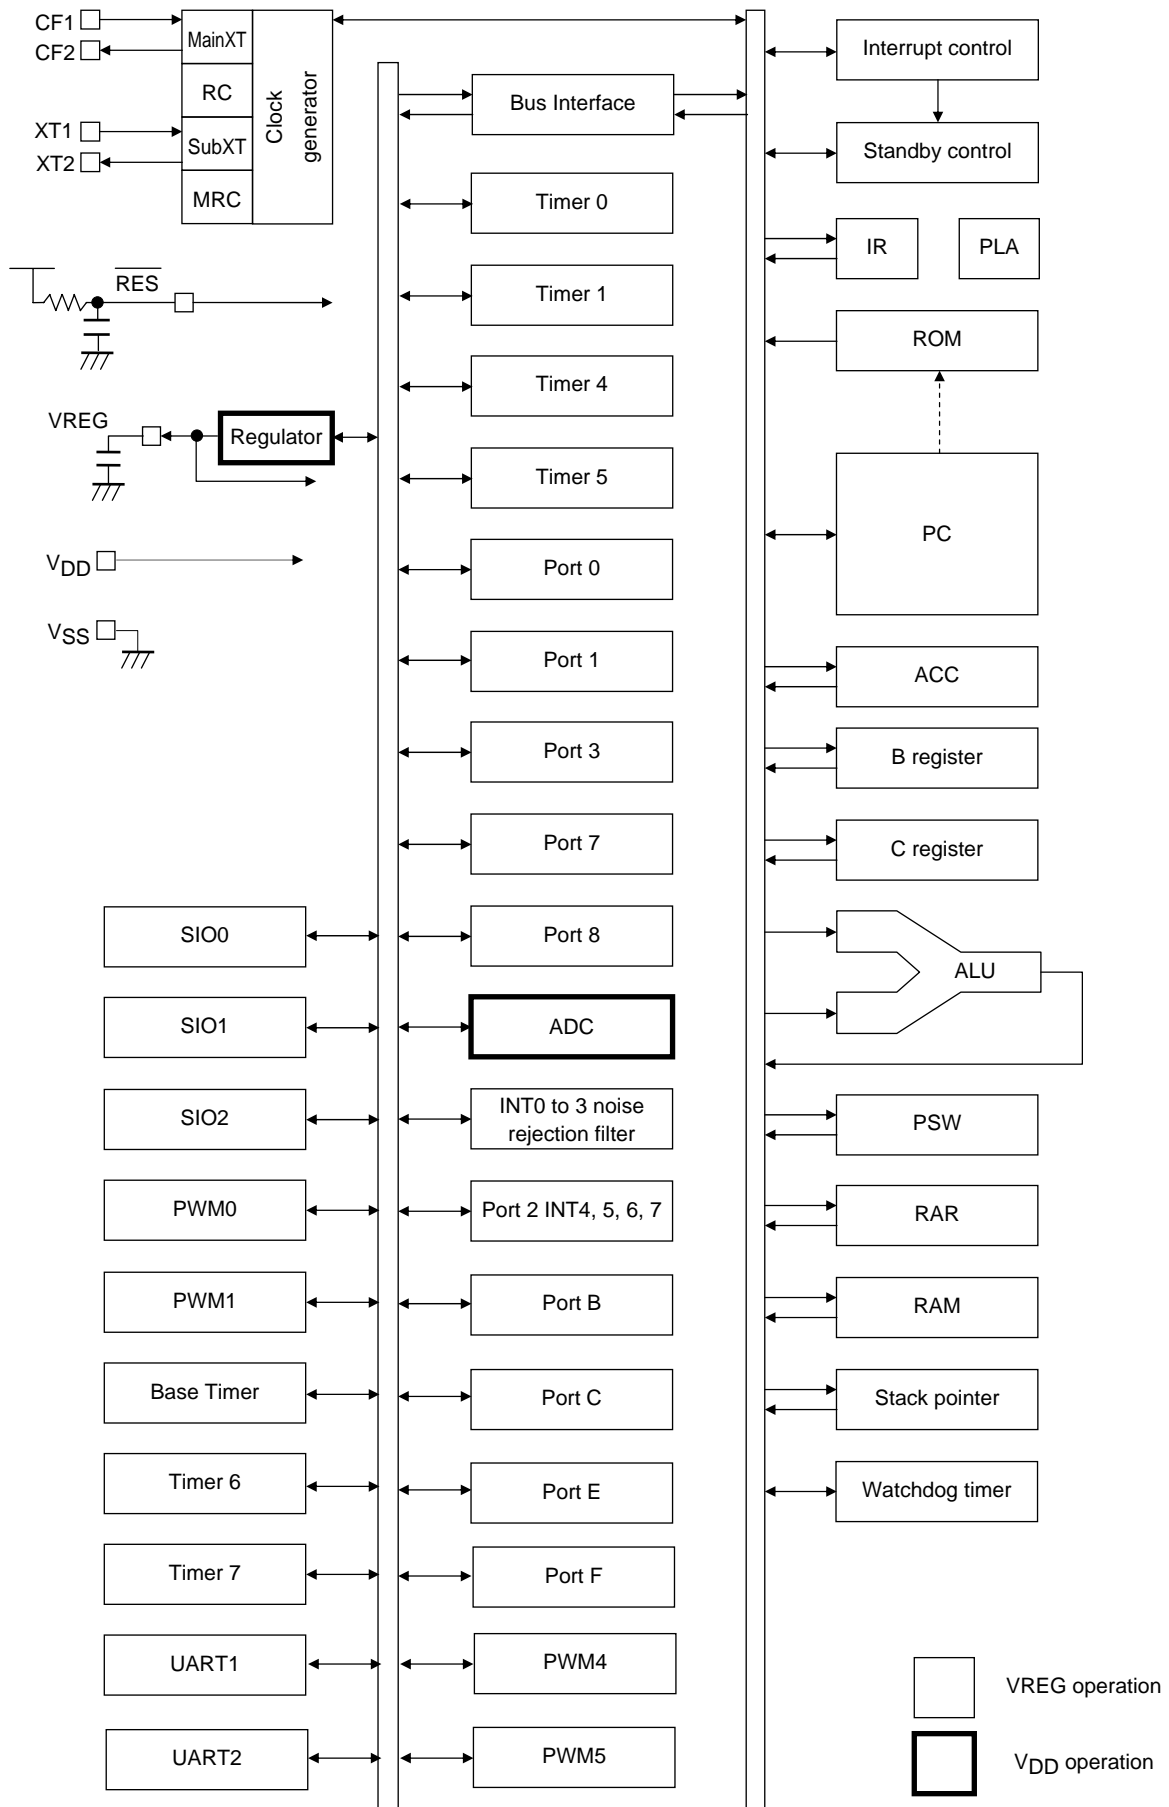 CF1
CF2
XT1
XT2
MainXT
RC
SubXT
MRC
Clock
generator
RES
VREG
Regulator
VDD
VSS
SIO0
SIO1
SIO2
PWM0
PWM1
Base Timer
Timer 6
Timer 7
UART1
UART2
Bus Interface
Timer 0
Timer 1
Timer 4
Timer 5
Port 0
Port 1
Port 3
Port 7
Port 8
ADC
INT0 to 3 noise
rejection filter
Port 2 INT4, 5, 6, 7
Port B
Port C
Port E
Port F
PWM4
PWM5
Interrupt control
Standby control
IR
PLA
ROM
PC
ACC
B register
C register
ALU
PSW
RAR
RAM
Stack pointer
Watchdog timer
VREG operation
VDD operation